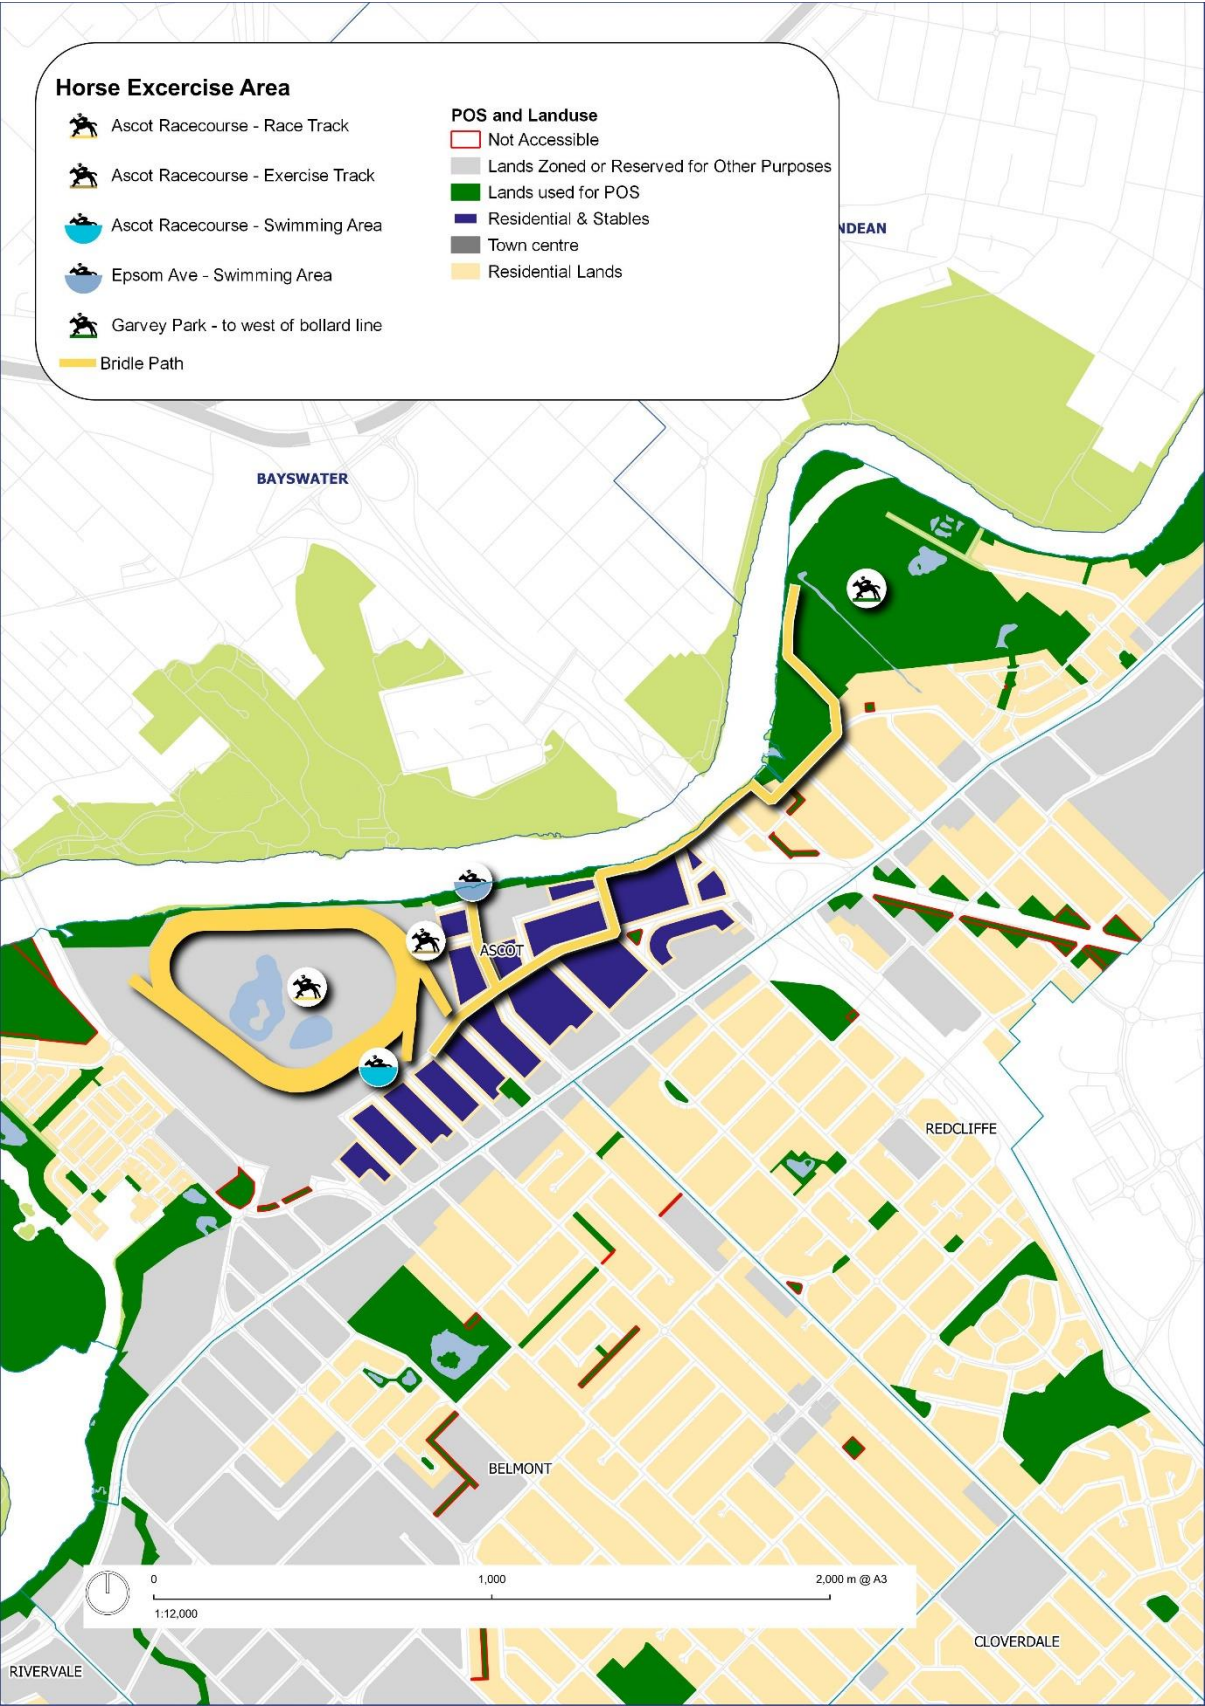 Horse Excercise Area
Ascot Racecourse - Race Track
Ascot Racecourse - Exercise Track
Ascot Racecourse - Swimming Area
Epsom Ave - Swimming Area
Garvey Park - to west of bollard line
Bridle Path
POS and Landuse
Not Accessible
Lands Zoned or Reserved for Other Purposes
Lands used for POS
Residential & Stables
Town centre
Residential Lands
NDEAN
BAYSWATER
ASCOT
REDCLIFFE
BELMONT
0
1,000
2,000 m @ A3
1:12,000
CLOVERDALE
RIVERVALE